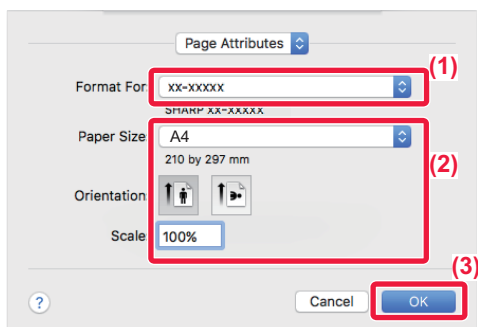 Page Attributes
(1)
Format For: xx-xxxxx
SHARP xx-xxxxx
Paper Size: A4
210 by 297 mm
(2)
Orientation:
Scale: 100%
(3)
? Cancel OK